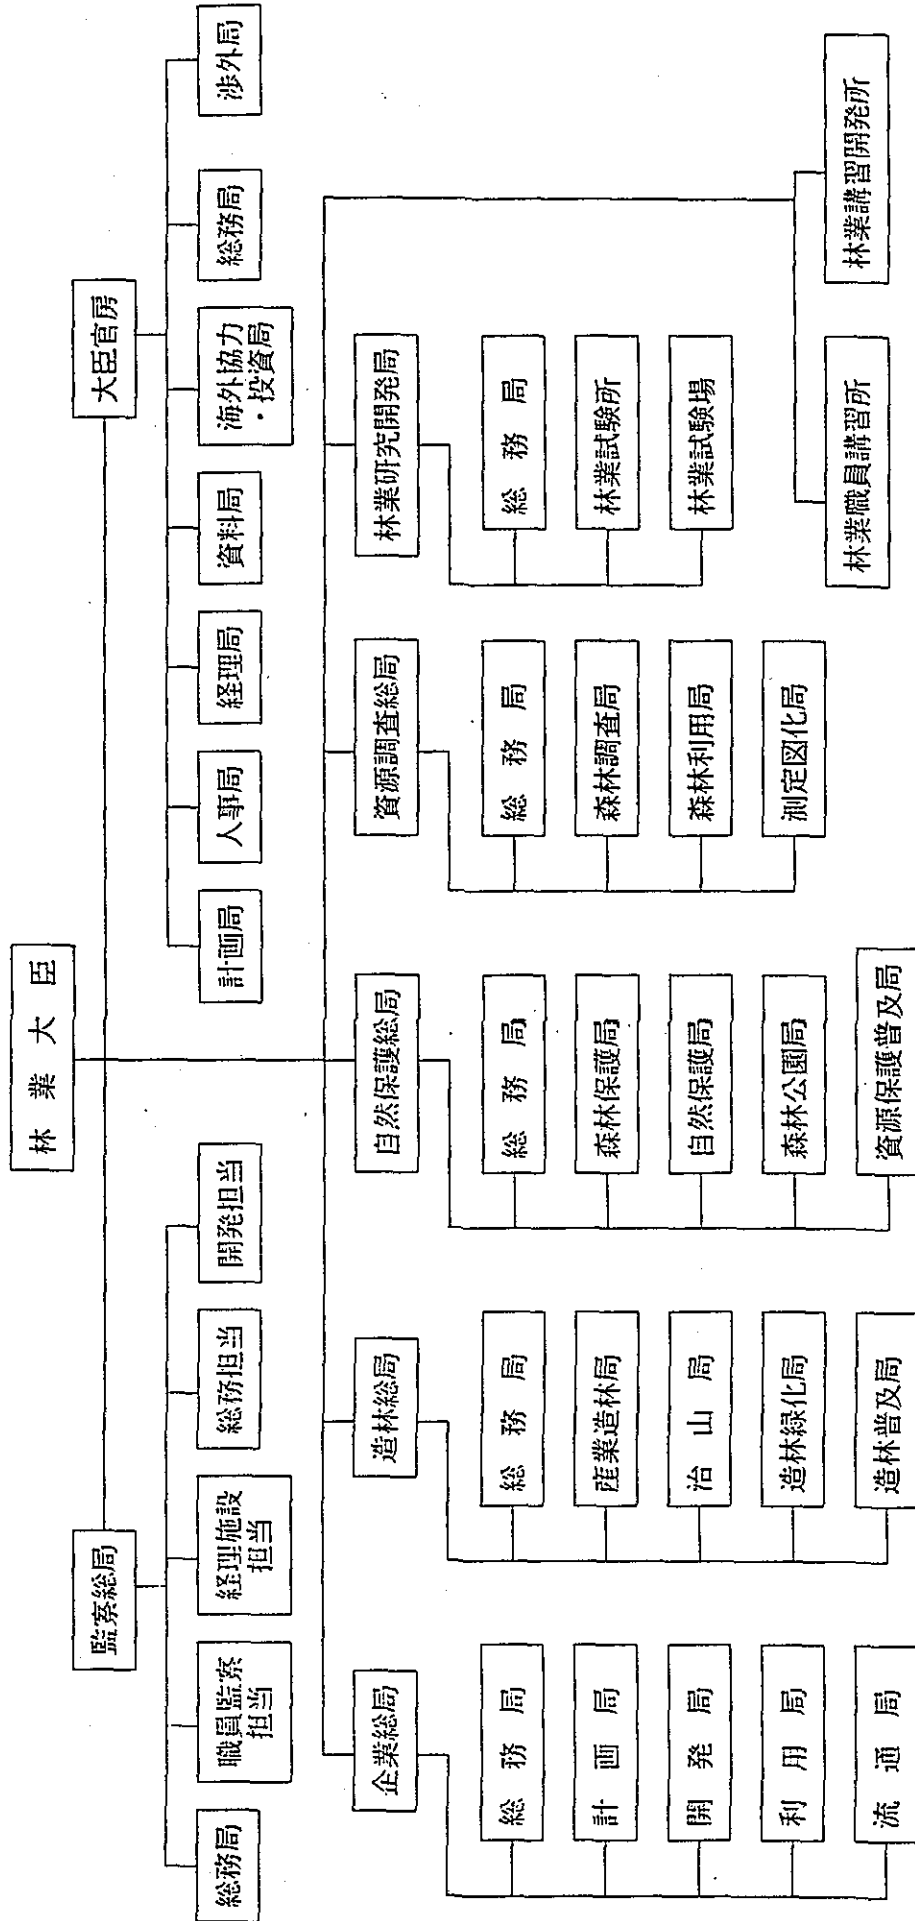 林業大臣
監察総局
大臣官房
総務局
職員監察
担当
経理施設
担当
総務担当
開発担当
計画局
人事局
経理局
資料局
海外協力
・投資局
総務局
渉外局
企業総局
造林総局
自然保護総局
資源調査総局
林業研究開発局
総務局
計画局
開発局
利用局
流通局
総務局
産業造林局
治山局
造林緑化局
造林普及局
総務局
森林保護局
自然保護局
森林公園局
資源保護普及局
総務局
森林調査局
森林利用局
測定図化局
総務局
林業試験所
林業試験場
林業職員講習所
林業講習開発所